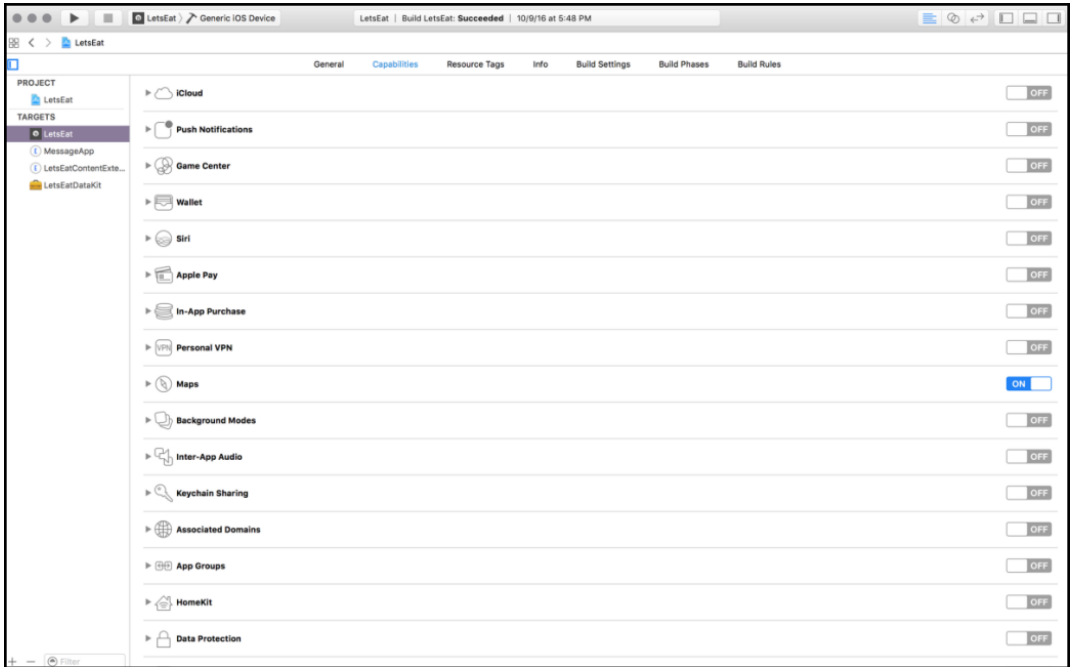 LetsEat Generic iOS Device LetsEat | Build LetsEat: Succeeded | 10/9/16 at 5:48 PM
LetsEat
General Capabilities Resource Tags Info Build Settings Build Phases Build Rules
PROJECT
LetsEat
TARGETS
LetsEat
MessageApp
LetsEatContentExte...
LetsEatDataKit
iCloud OFF
Push Notifications OFF
Game Center OFF
Wallet OFF
Siri OFF
Apple Pay OFF
In-App Purchase OFF
VPN Personal VPN OFF
Maps ON
Background Modes OFF
Inter-App Audio OFF
Keychain Sharing OFF
Associated Domains OFF
App Groups OFF
HomeKit OFF
Data Protection OFF
+ − Filter